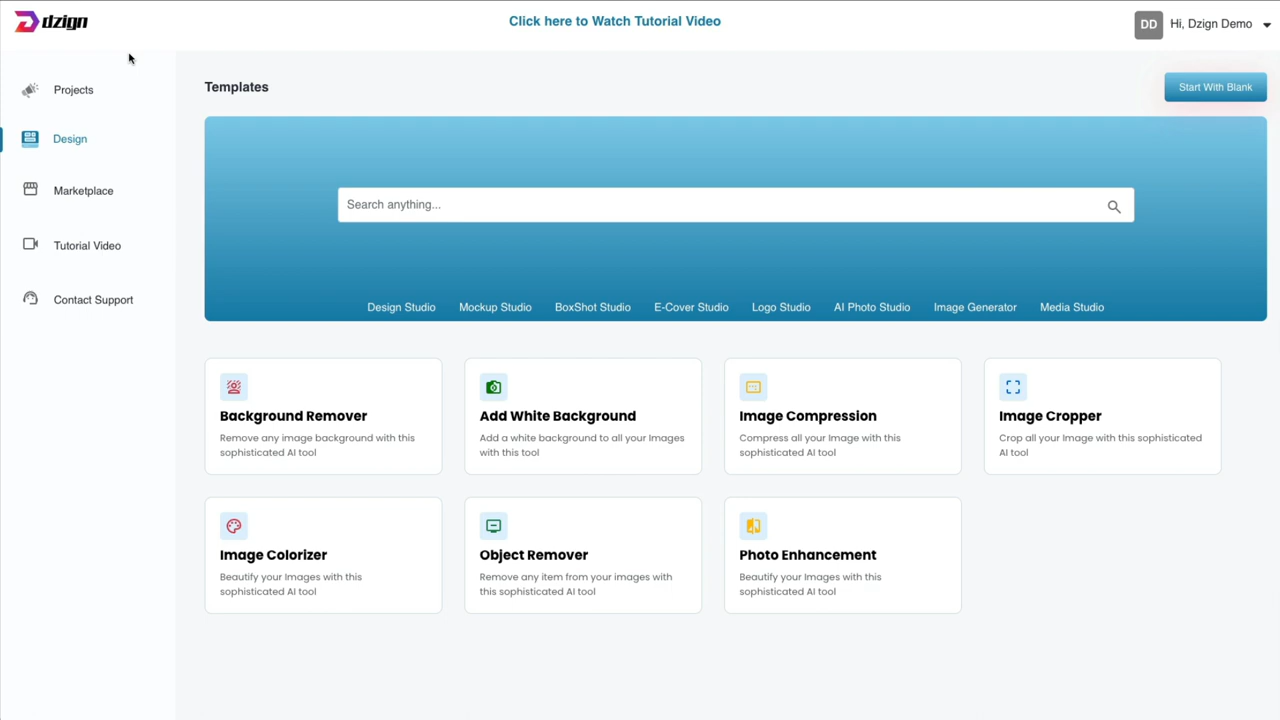 dzign
Click here to Watch Tutorial Video
DD
Hi, Dzign Demo
Projects
Design
Marketplace
Tutorial Video
Contact Support
Templates
Start With Blank
Search anything...
Design Studio
Mockup Studio
BoxShot Studio
E-Cover Studio
Logo Studio
AI Photo Studio
Image Generator
Media Studio
Background Remover
Remove any image background with this
sophisticated AI tool
Add White Background
Add a white background to all your Images
with this tool
Image Compression
Compress all your Image with this
sophisticated AI tool
Image Cropper
Crop all your Image with this sophisticated
AI tool
Image Colorizer
Beautify your Images with this
sophisticated AI tool
Object Remover
Remove any item from your images with
this sophisticated AI tool
Photo Enhancement
Beautify your Images with this
sophisticated AI tool